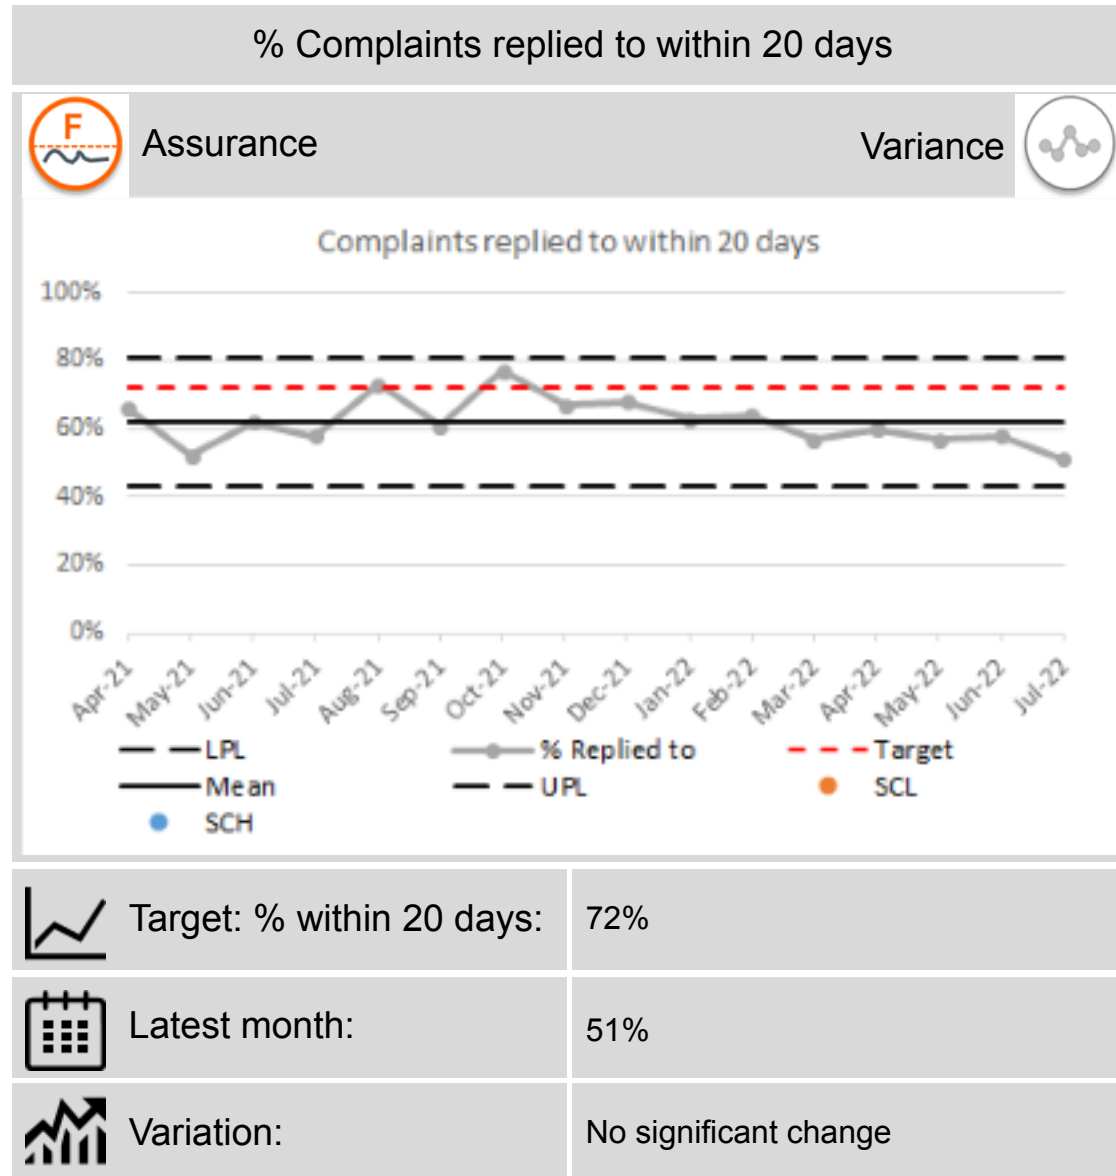 % Complaints replied to within 20 days
F
Assurance
Variance
Complaints replied to within 20 days
100%
80%
60%
40%
20%
0%
Apr-21 May-21 Jun-21 Jul-21 Aug-21 Sep-21 Oct-21 Nov-21 Dec-21 Jan-22 Feb-22 Mar-22 Apr-22 May-22 Jun-22 Jul-22
LPL % Replied to Target
Mean UPL SCL
SCH
Target: % within 20 days: 72%
Latest month: 51%
Variation: No significant change